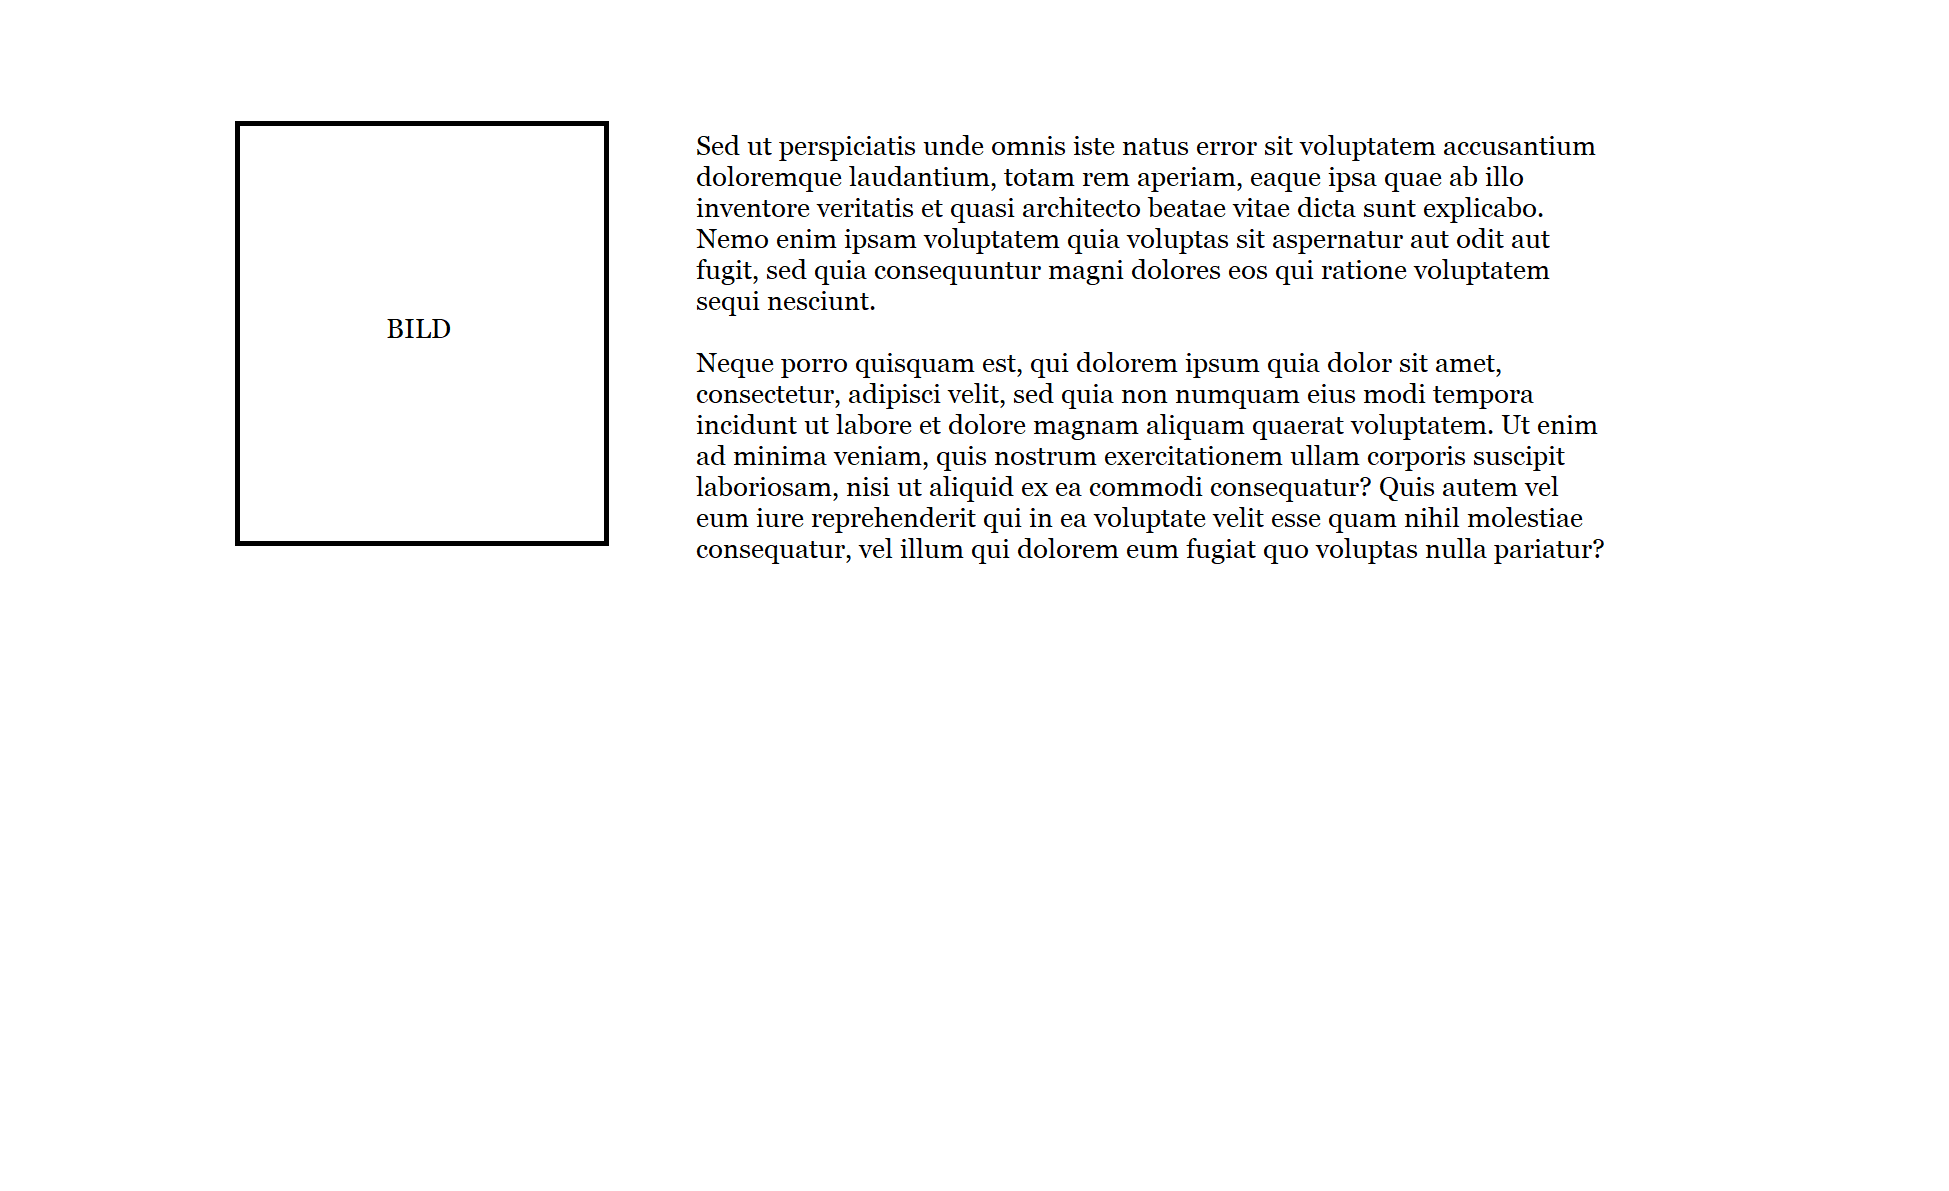 BILD
Sed ut perspiciatis unde omnis iste natus error sit voluptatem accusantium
doloremque laudantium, totam rem aperiam, eaque ipsa quae ab illo
inventore veritatis et quasi architecto beatae vitae dicta sunt explicabo.
Nemo enim ipsam voluptatem quia voluptas sit aspernatur aut odit aut
fugit, sed quia consequuntur magni dolores eos qui ratione voluptatem
sequi nesciunt.
Neque porro quisquam est, qui dolorem ipsum quia dolor sit amet,
consectetur, adipisci velit, sed quia non numquam eius modi tempora
incidunt ut labore et dolore magnam aliquam quaerat voluptatem. Ut enim
ad minima veniam, quis nostrum exercitationem ullam corporis suscipit
laboriosam, nisi ut aliquid ex ea commodi consequatur? Quis autem vel
eum iure reprehenderit qui in ea voluptate velit esse quam nihil molestiae
consequatur, vel illum qui dolorem eum fugiat quo voluptas nulla pariatur?